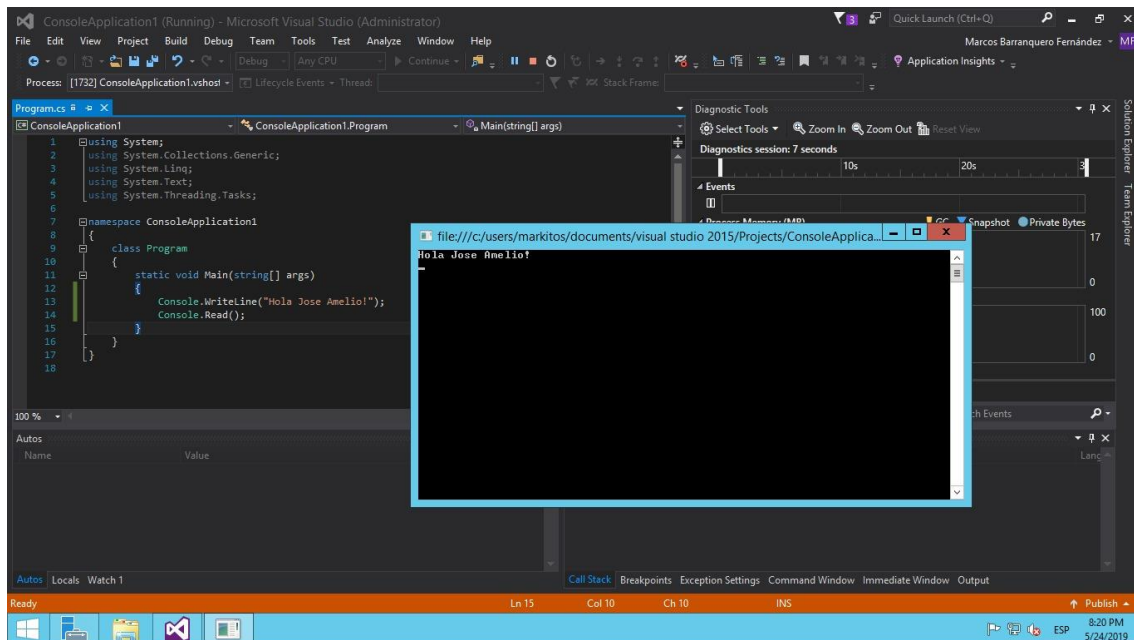 ConsoleApplication1 (Running) - Microsoft Visual Studio (Administrator)
3
Quick Launch (Ctrl+Q)
File Edit View Project Build Debug Team Tools Test Analyze Window Help
Marcos Barranquero Fernández
MF
Debug Any CPU Continue
Application Insights
Process: [1732] ConsoleApplication1.vshost
Lifecycle Events Thread:
Stack Frame:
Program.cs
ConsoleApplication1
ConsoleApplication1.Program
Main(string[] args)
1 using System;
2 using System.Collections.Generic;
3 using System.Linq;
4 using System.Text;
5 using System.Threading.Tasks;
6
7 namespace ConsoleApplication1
8 {
9 class Program
10 {
11 static void Main(string[] args)
12 {
13 Console.WriteLine("Hola Jose Amelio!");
14 Console.Read();
15 }
16 }
17 }
18
100 %
Diagnostic Tools
Select Tools Zoom In Zoom Out Reset View
Diagnostics session: 7 seconds
10s 20s 3
Events
Process Memory (MB) GC Snapshot Private Bytes
17
0
100
0
Events
Solution Explorer
Team Explorer
file:///c:/users/markitos/documents/visual studio 2015/Projects/ConsoleApplica...
Hola Jose Amelio!
Autos
Name Value
Lang
Autos Locals Watch 1
Call Stack Breakpoints Exception Settings Command Window Immediate Window Output
Ready Ln 15 Col 10 Ch 10 INS Publish
ESP
8:20 PM
5/24/2019